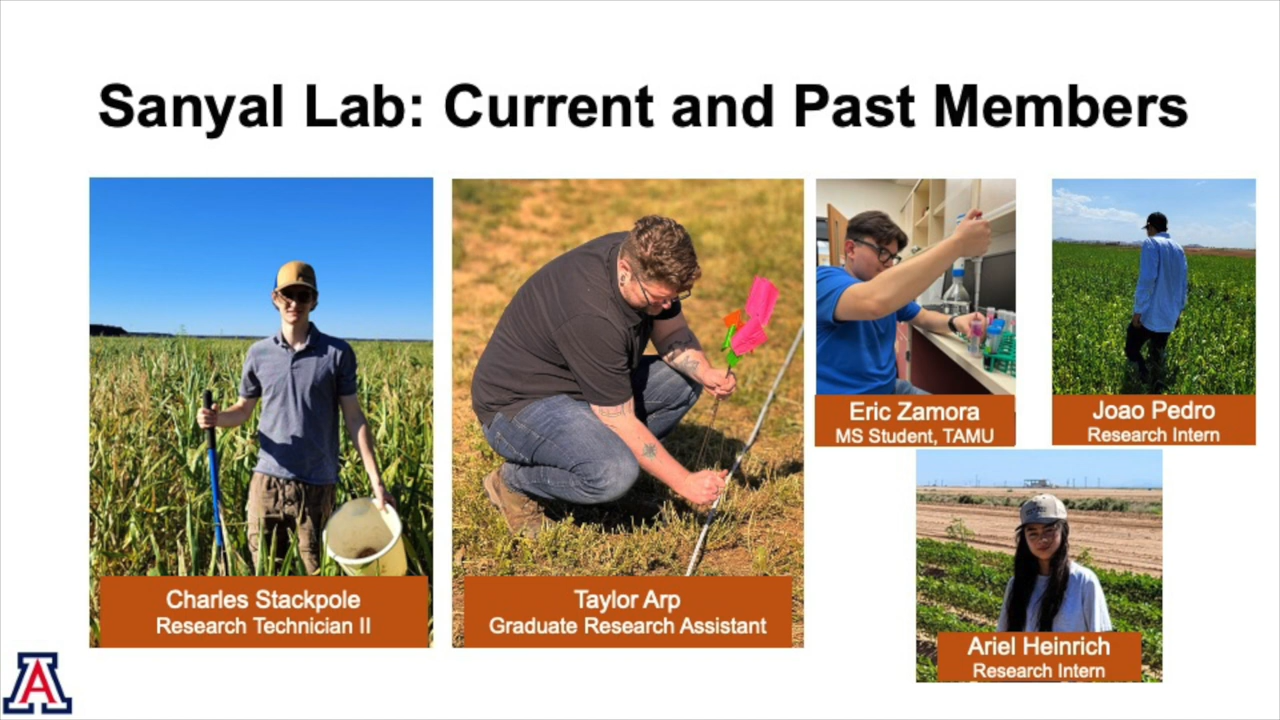 Sanyal Lab: Current and Past Members
Charles Stackpole
Research Technician II
Taylor Arp
Graduate Research Assistant
Eric Zamora
MS Student, TAMU
Joao Pedro
Research Intern
Ariel Heinrich
Research Intern
A